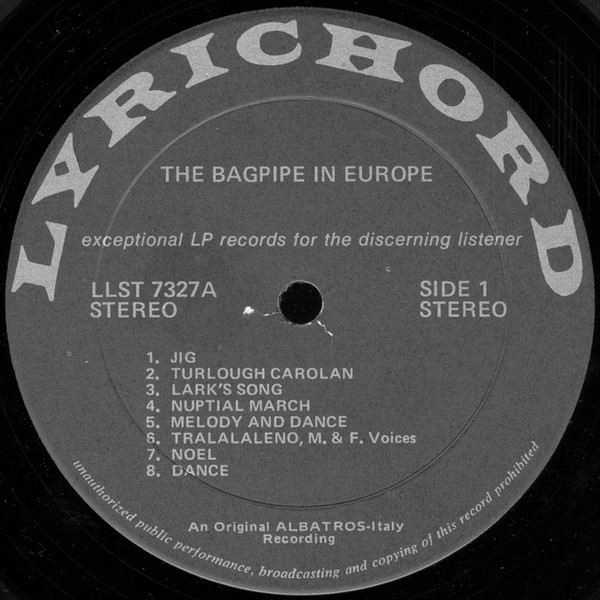 LYRICHORD
THE BAGPIPE IN EUROPE
exceptional LP records for the discerning listener
LLST 7327A
STEREO
SIDE 1
STEREO
1. JIG
2. TURLOUGH CAROLAN
3. LARK'S SONG
4. NUPTIAL MARCH
5. MELODY AND DANCE
6. TRALALALENO, M. & F. Voices
7. NOEL
8. DANCE
An Original ALBATROS-Italy
Recording
unauthorized public performance, broadcasting and copying of this record prohibited